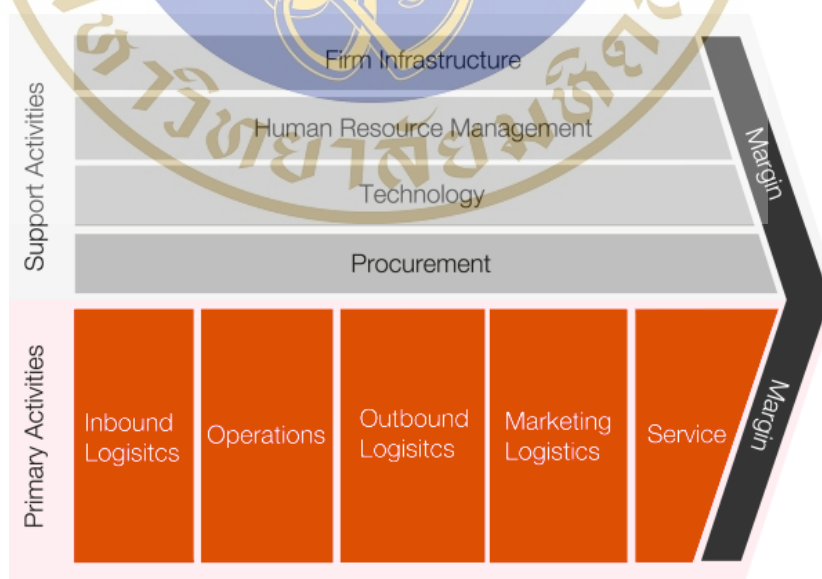 Support Activities
Firm Infrastructure
Human Resource Management
Technology
Procurement
Margin
Primary Activities
Inbound
Logisitcs
Operations
Outbound
Logisitcs
Marketing
Logistics
Service
Margin